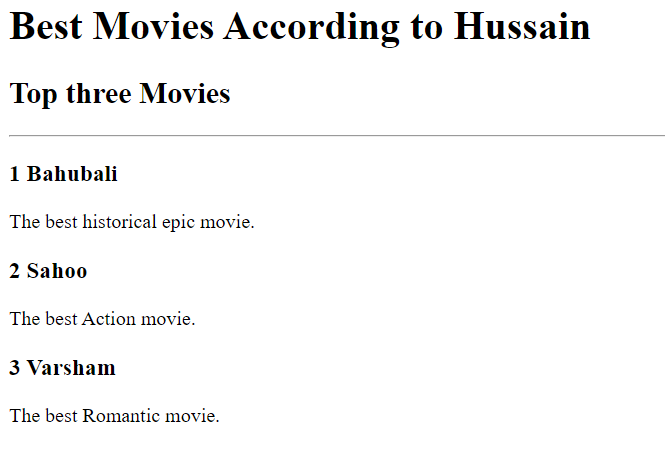 Best Movies According to Hussain
Top three Movies
1 Bahubali
The best historical epic movie.
2 Sahoo
The best Action movie.
3 Varsham
The best Romantic movie.